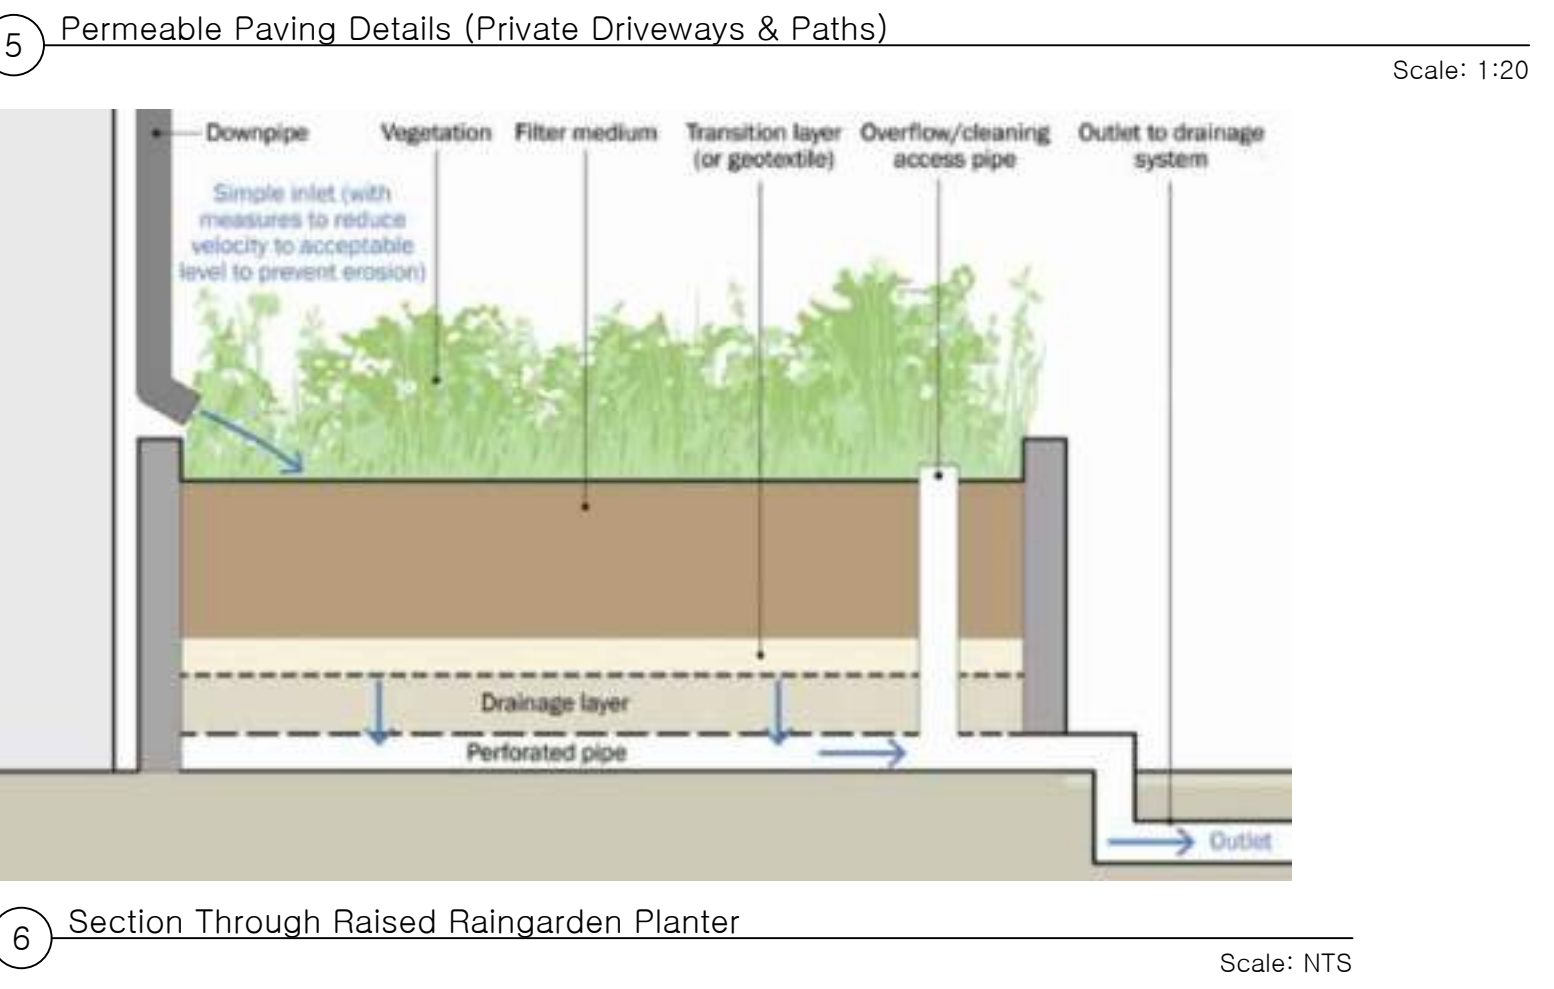 5
Permeable Paving Details (Private Driveways & Paths)
Scale: 1:20
Downpipe
Vegetation
Filter medium
Transition layer
(or geotextile)
Overflow/cleaning
access pipe
Outlet to drainage
system
Simple inlet (with
measures to reduce
velocity to acceptable
level to prevent erosion)
Drainage layer
Perforated pipe
Outlet
6
Section Through Raised Raingarden Planter
Scale: NTS